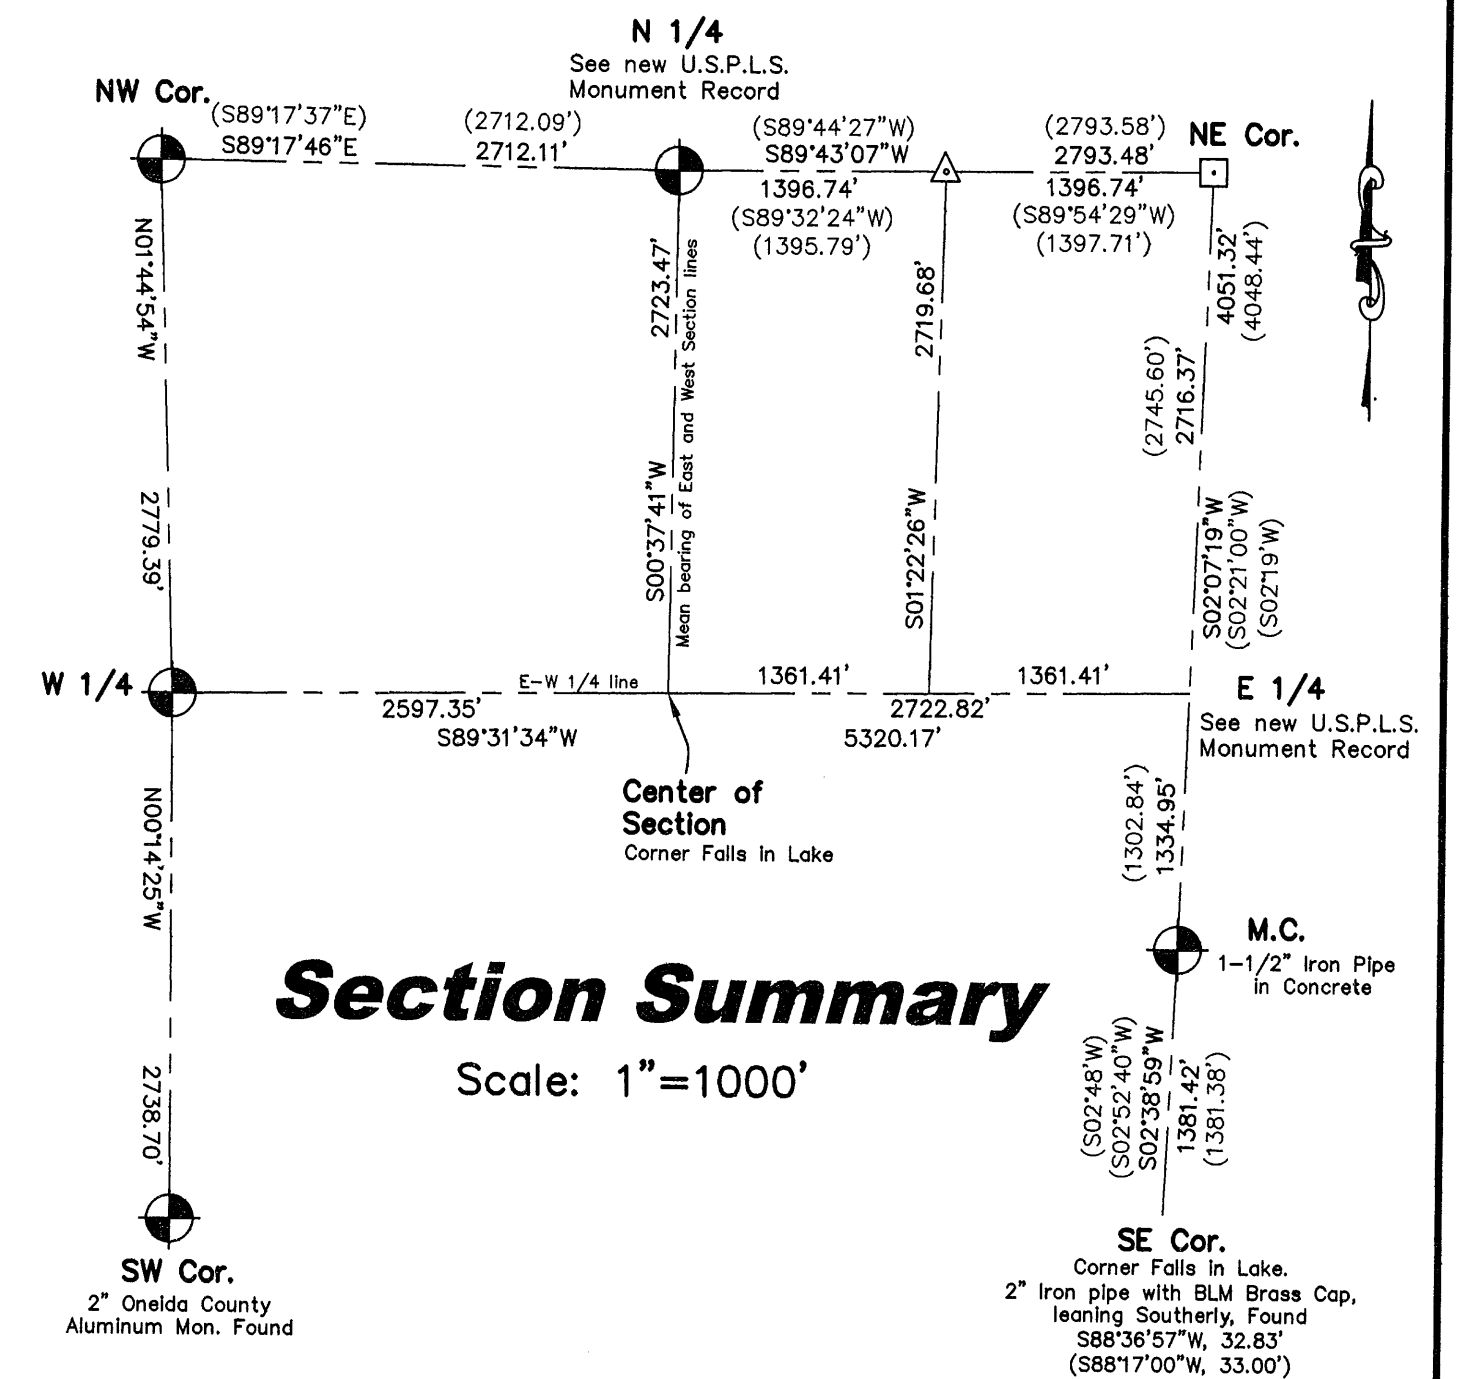 N 1/4
See new U.S.P.L.S.
Monument Record
NW Cor.
(S89°17'37"E)
S89°17'46"E
(2712.09')
2712.11'
(S89°44'27"W)
S89°43'07"W
1396.74'
(S89°32'24"W)
(1395.79')
(2793.58')
2793.48'
1396.74'
(S89°54'29"W)
(1397.71')
NE Cor.
N01°44'54"W
2779.39'
2723.47'
S00°37'41"W
Mean bearing of East and West Section lines
2719.68'
S01°22'26"W
4051.32'
(4048.44')
(2745.60')
2716.37'
S02°07'19"W
(S02°21'00"W)
(S02°19'W)
W 1/4
E-W 1/4 line
2597.35'
S89°31'34"W
1361.41'
1361.41'
2722.82'
5320.17'
E 1/4
See new U.S.P.L.S.
Monument Record
Center of
Section
Corner Falls in Lake
N00°14'25"W
2738.70'
(1302.84')
1334.95'
M.C.
1-1/2" Iron Pipe
in Concrete
Section Summary
Scale: 1"=1000'
(S02°48'W)
(S02°52'40"W)
S02°38'59"W
1381.42'
(1381.38')
SW Cor.
2" Oneida County
Aluminum Mon. Found
SE Cor.
Corner Falls in Lake.
2" Iron pipe with BLM Brass Cap,
leaning Southerly, Found
S88°36'57"W, 32.83'
(S88°17'00"W, 33.00')